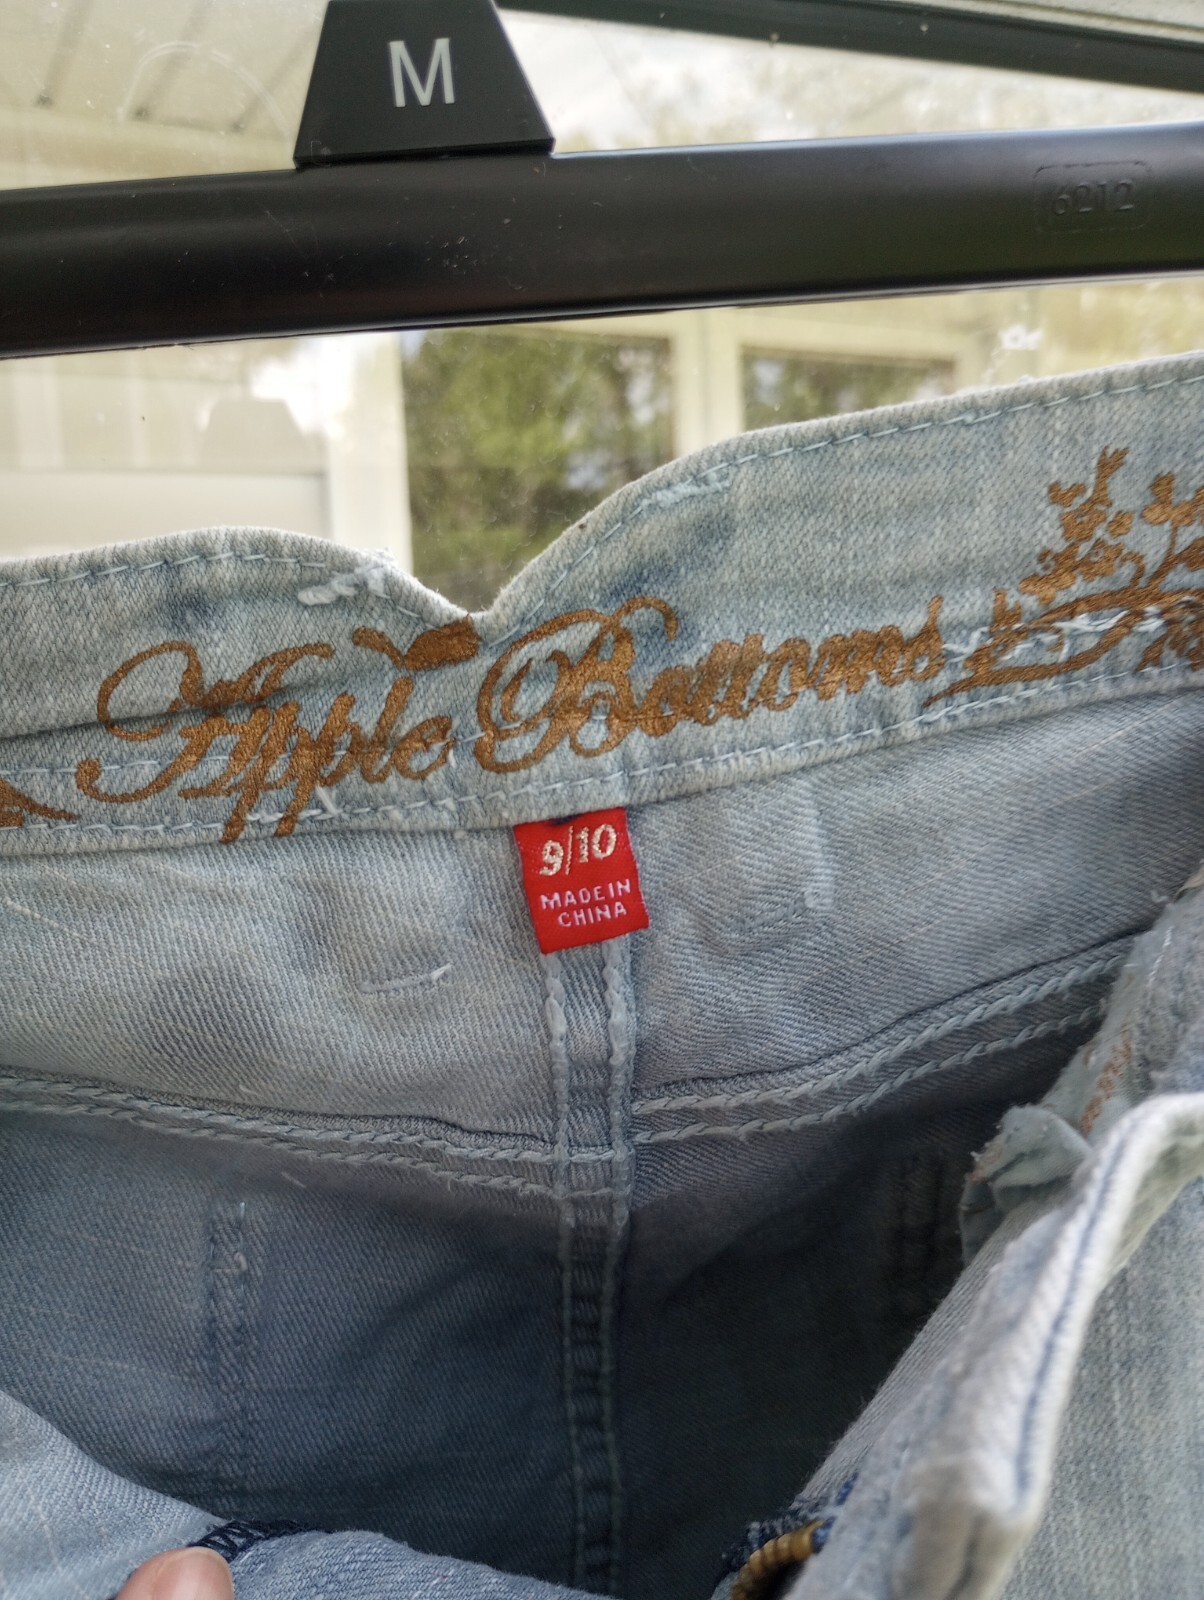 M
6212
Apple Bottoms
9/10
MADE IN
CHINA